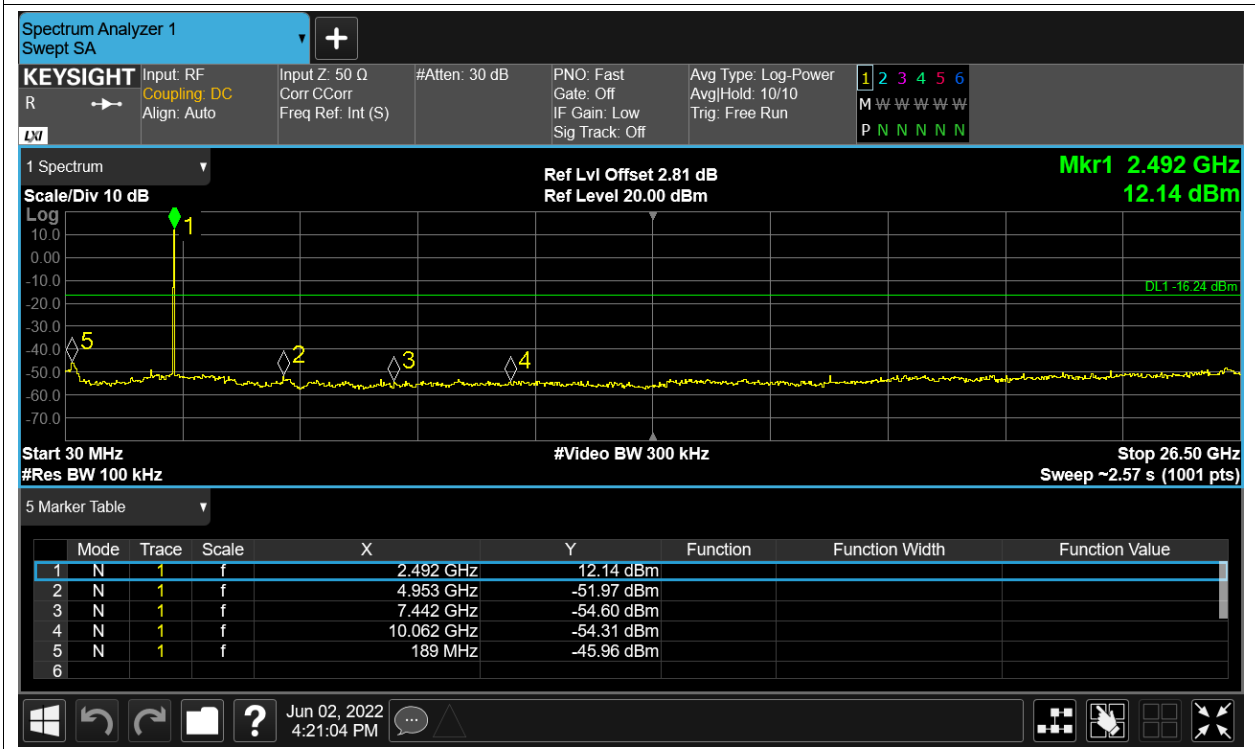 Spectrum Analyzer 1
Swept SA
+
KEYSIGHT Input: RF Input Z: 50 Ω #Atten: 30 dB PNO: Fast Avg Type: Log-Power 1 2 3 4 5 6
R Coupling: DC Corr CCorr Gate: Off Avg|Hold: 10/10 M W W W W W W
Align: Auto Freq Ref: Int (S) IF Gain: Low Trig: Free Run
LXI Sig Track: Off P N N N N N N
1 Spectrum Ref Lvl Offset 2.81 dB Mkr1 2.492 GHz
Scale/Div 10 dB Ref Level 20.00 dBm 12.14 dBm
Log
1
10.0
0.00
-10.0
DL1 -16.24 dBm
-20.0
-30.0
5
-40.0
2 3 4
-50.0
-60.0
-70.0
Start 30 MHz #Video BW 300 kHz Stop 26.50 GHz
#Res BW 100 kHz Sweep ~2.57 s (1001 pts)
5 Marker Table
Mode Trace Scale X Y Function Function Width Function Value
1 N 1 f 2.492 GHz 12.14 dBm
2 N 1 f 4.953 GHz -51.97 dBm
3 N 1 f 7.442 GHz -54.60 dBm
4 N 1 f 10.062 GHz -54.31 dBm
5 N 1 f 189 MHz -45.96 dBm
6
? Jun 02, 2022
4:21:04 PM